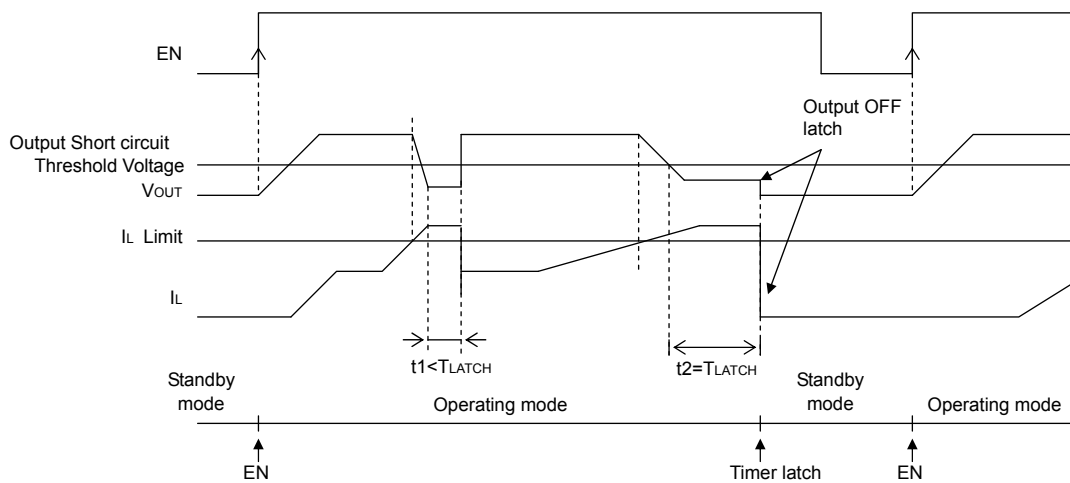 EN
Output OFF
latch
Output Short circuit
Threshold Voltage
VOUT
IL Limit
IL
t1<TLATCH
t2=TLATCH
Standby
mode
Operating mode
Standby
mode
Operating mode
EN
Timer latch
EN